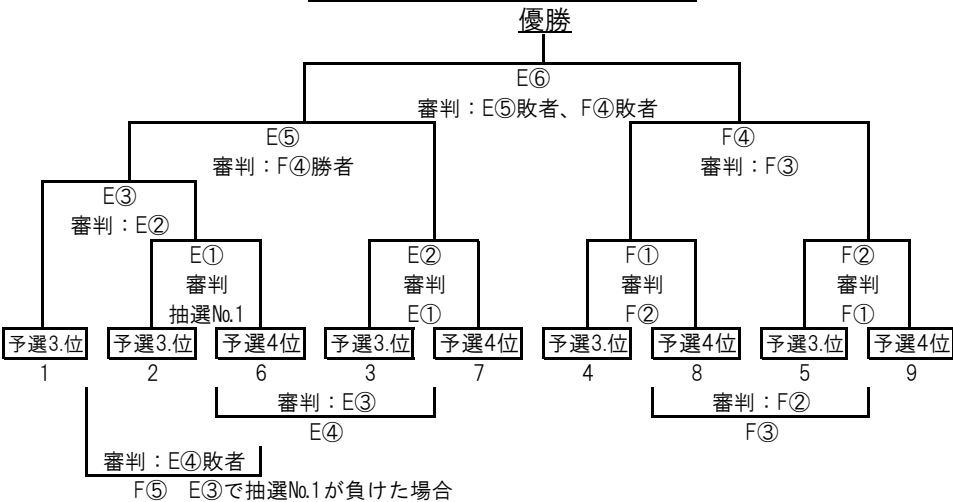 優勝
E⑥
審判：E⑤敗者、F④敗者
E⑤ F④
審判：F④勝者 審判：F③
E③
審判：E②
E① E② F① F②
審判 審判 審判 審判
抽選№1 E① F② F①
予選3.位 予選3.位 予選4位 予選3.位 予選4位 予選3.位 予選4位 予選3.位 予選4位
1 2 6 3 7 4 8 5 9
審判：E③ 審判：F②
E④ F③
審判：E④敗者
F⑤ E③で抽選№1が負けた場合